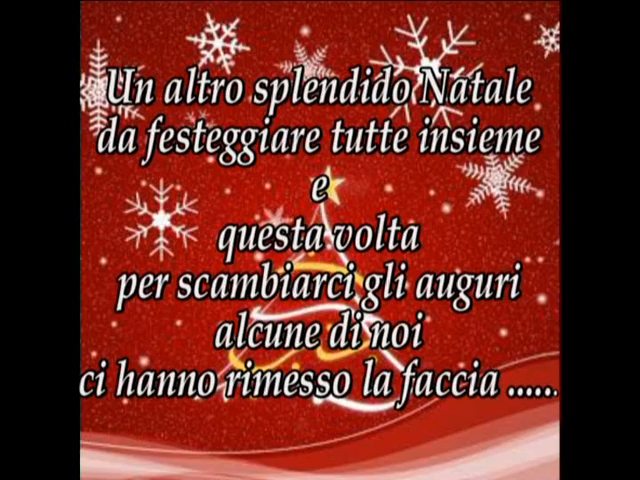 Un altro splendido Natale
da festeggiare tutte insieme
e
questa volta
per scambiarci gli auguri
alcune di noi
ci hanno rimesso la faccia ......